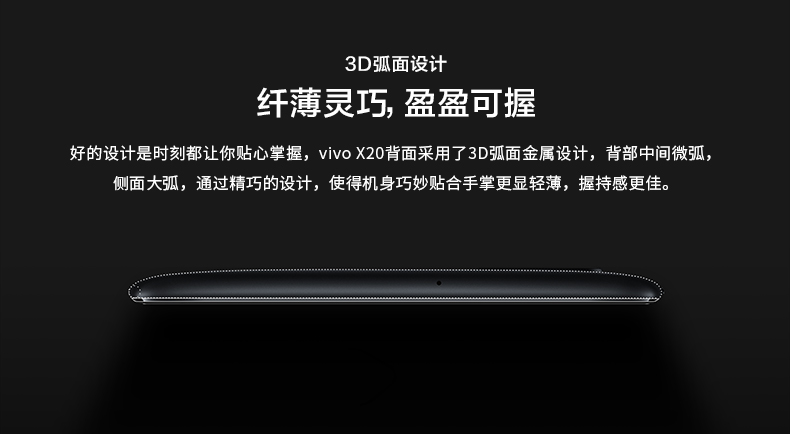 3D弧面设计
纤薄灵巧, 盈盈可握
好的设计是时刻都让你贴心掌握，vivo X20背面采用了3D弧面金属设计，背部中间微弧，
侧面大弧，通过精巧的设计，使得机身巧妙贴合手掌更显轻薄，握持感更佳。